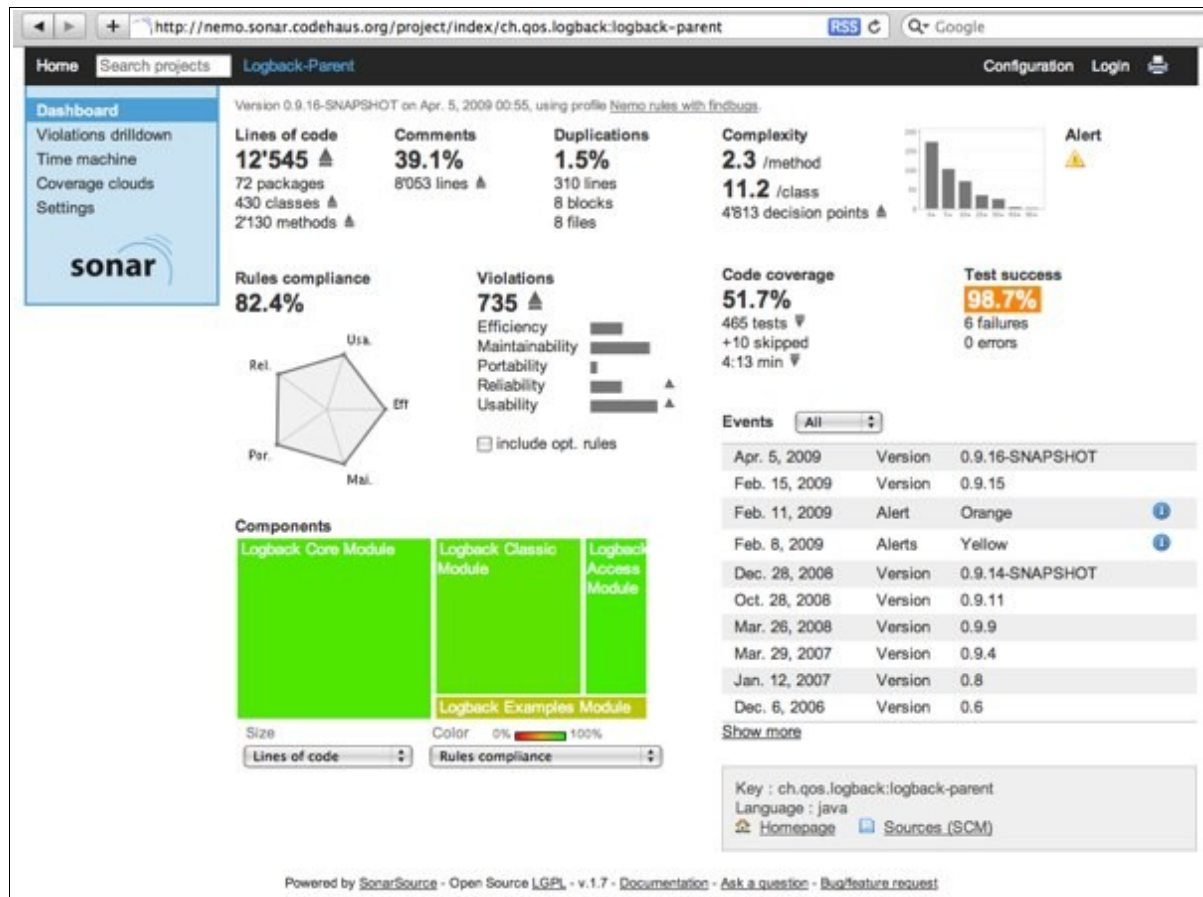 http://nemo.sonar.codehaus.org/project/index/ch.qos.logback:logback-parent RSS Google
Home Search projects Logback-Parent Configuration Login
Dashboard
Violations drilldown
Time machine
Coverage clouds
Settings
sonar
Version 0.9.16-SNAPSHOT on Apr. 5, 2009 00:55, using profile Nemo rules with findbugs.
Lines of code
12'545
72 packages
430 classes
2'130 methods
Comments
39.1%
8'053 lines
Duplications
1.5%
310 lines
8 blocks
8 files
Complexity
2.3 /method
11.2 /class
4'813 decision points
Alert
Rules compliance
82.4%
Usa.
Rel.
Eff
Por.
Mai.
Violations
735
Efficiency
Maintainability
Portability
Reliability
Usability
include opt. rules
Code coverage
51.7%
465 tests
+10 skipped
4:13 min
Test success
98.7%
6 failures
0 errors
Components
Logback Core Module
Logback Classic
Module
Logback
Access
Module
Logback Examples Module
Size
Lines of code
Color 0% 100%
Rules compliance
Events All
Apr. 5, 2009 Version 0.9.16-SNAPSHOT
Feb. 15, 2009 Version 0.9.15
Feb. 11, 2009 Alert Orange
Feb. 8, 2009 Alerts Yellow
Dec. 28, 2008 Version 0.9.14-SNAPSHOT
Oct. 28, 2008 Version 0.9.11
Mar. 26, 2008 Version 0.9.9
Mar. 29, 2007 Version 0.9.4
Jan. 12, 2007 Version 0.8
Dec. 6, 2006 Version 0.6
Show more
Key : ch.qos.logback:logback-parent
Language : java
Homepage Sources (SCM)
Powered by SonarSource - Open Source LGPL - v.1.7 - Documentation - Ask a question - Bug/feature request